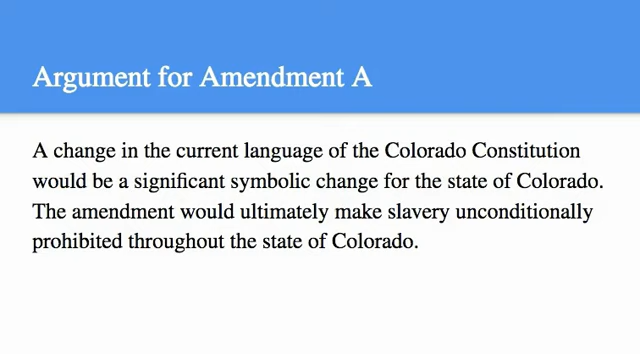 Argument for Amendment A
A change in the current language of the Colorado Constitution
would be a significant symbolic change for the state of Colorado.
The amendment would ultimately make slavery unconditionally
prohibited throughout the state of Colorado.